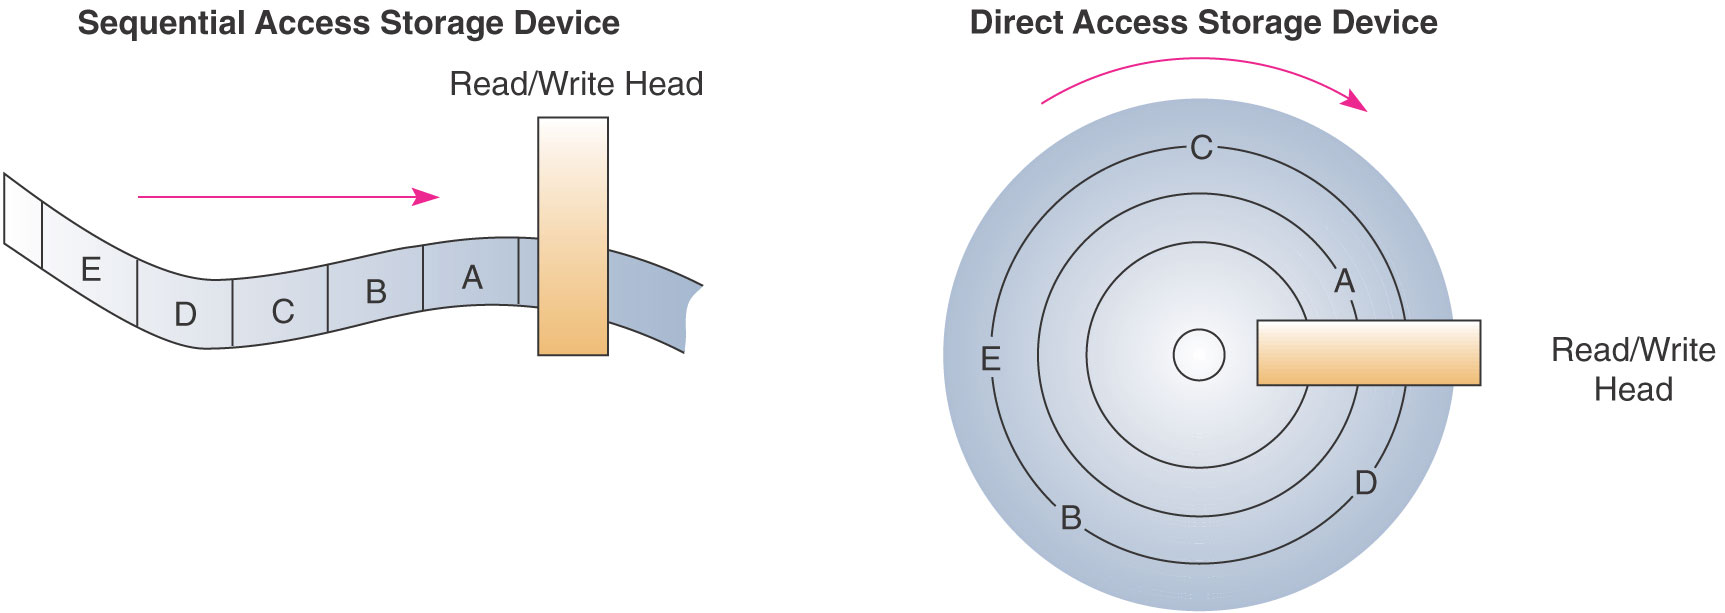 Sequential Access Storage Device
Read/Write Head
E
D
C
B
A
Direct Access Storage Device
C
A
E
D
B
Read/Write
Head